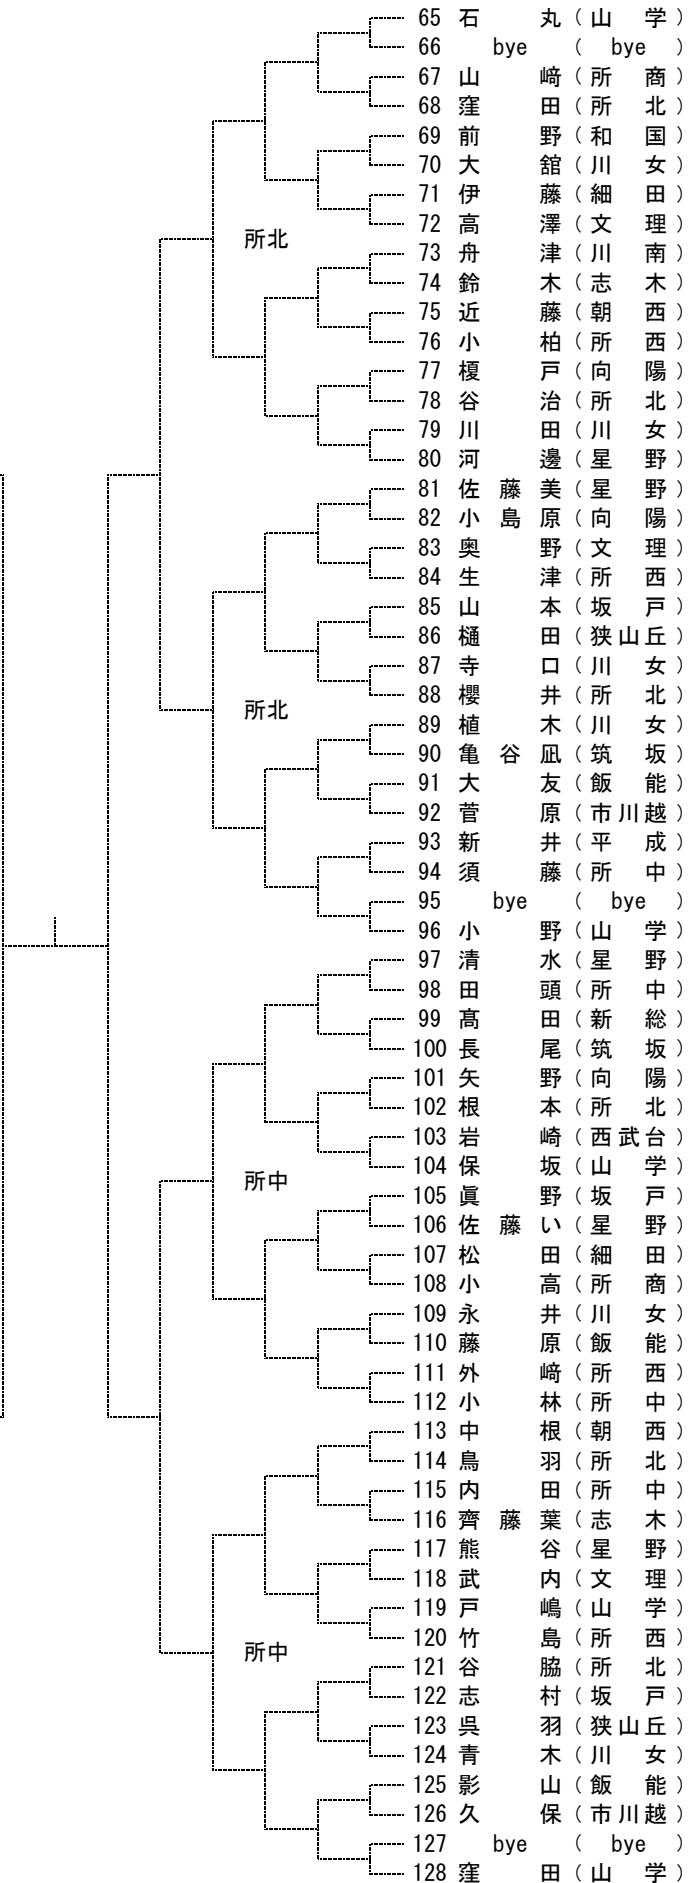 65 石丸 (山学)
66 bye (bye)
67 山﨑 (所商)
68 窪田 (所北)
69 前野 (和国)
70 大舘 (川女)
71 伊藤 (細田)
72 高澤 (文理)
所北
73 舟津 (川南)
74 鈴木 (志木)
75 近藤 (朝西)
76 小柏 (所西)
77 榎戸 (向陽)
78 谷治 (所北)
79 川田 (川女)
80 河邊 (星野)
81 佐藤美 (星野)
82 小島原 (向陽)
83 奥野 (文理)
84 生津 (所西)
85 山本 (坂戸)
86 樋田 (狭山丘)
87 寺口 (川女)
88 櫻井 (所北)
所北
89 植木 (川女)
90 亀谷凪 (筑坂)
91 大友 (飯能)
92 菅原 (市川越)
93 新井 (平成)
94 須藤 (所中)
95 bye (bye)
96 小野 (山学)
97 清水 (星野)
98 田頭 (所中)
99 髙田 (新総)
100 長尾 (筑坂)
101 矢野 (向陽)
102 根本 (所北)
103 岩崎 (西武台)
104 保坂 (山学)
所中
105 眞野 (坂戸)
106 佐藤い (星野)
107 松田 (細田)
108 小高 (所商)
109 永井 (川女)
110 藤原 (飯能)
111 外﨑 (所西)
112 小林 (所中)
113 中根 (朝西)
114 鳥羽 (所北)
115 内田 (所中)
116 齊藤葉 (志木)
117 熊谷 (星野)
118 武内 (文理)
119 戸嶋 (山学)
120 竹島 (所西)
所中
121 谷脇 (所北)
122 志村 (坂戸)
123 呉羽 (狭山丘)
124 青木 (川女)
125 影山 (飯能)
126 久保 (市川越)
127 bye (bye)
128 窪田 (山学)